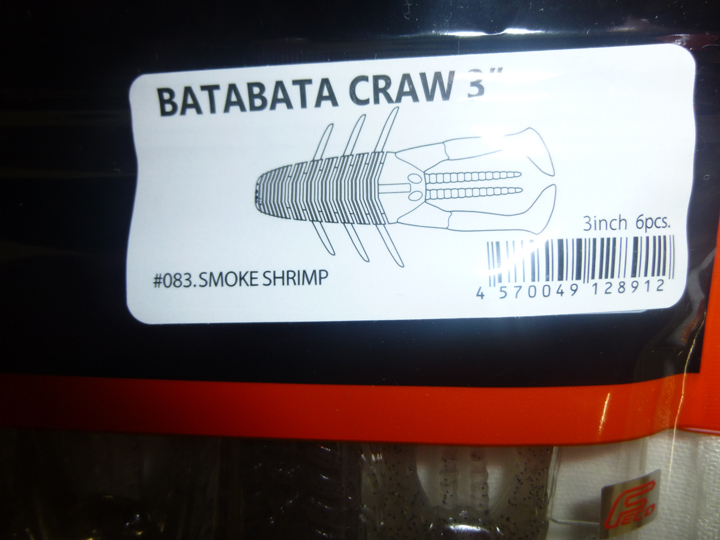 BATABATA CRAW 3"
3inch 6pcs.
#083.SMOKE SHRIMP
4 570049 128912